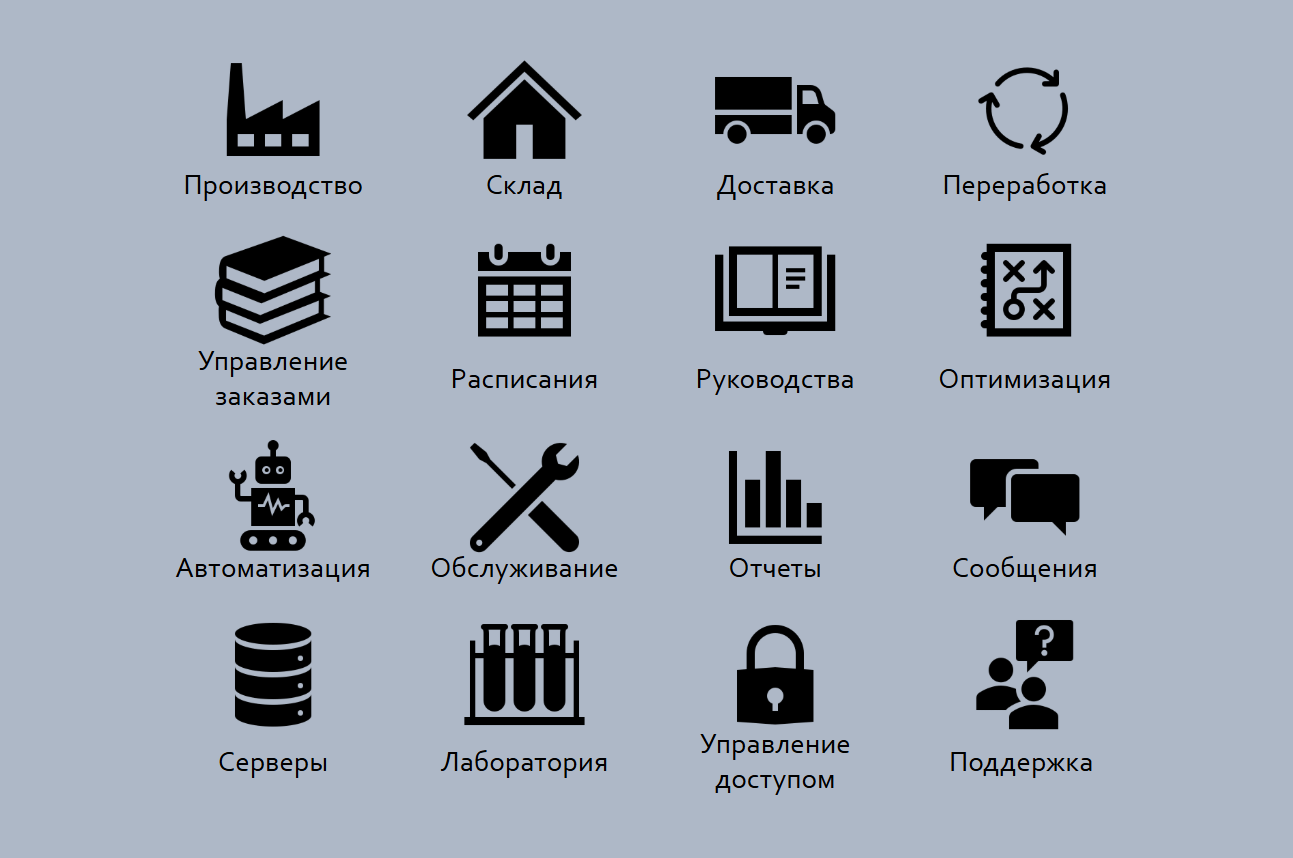 Производство
Склад
Доставка
Переработка
Управление
заказами
Расписания
Руководства
Оптимизация
Автоматизация
Обслуживание
Отчеты
Сообщения
?
Серверы
Лаборатория
Управление
доступом
Поддержка